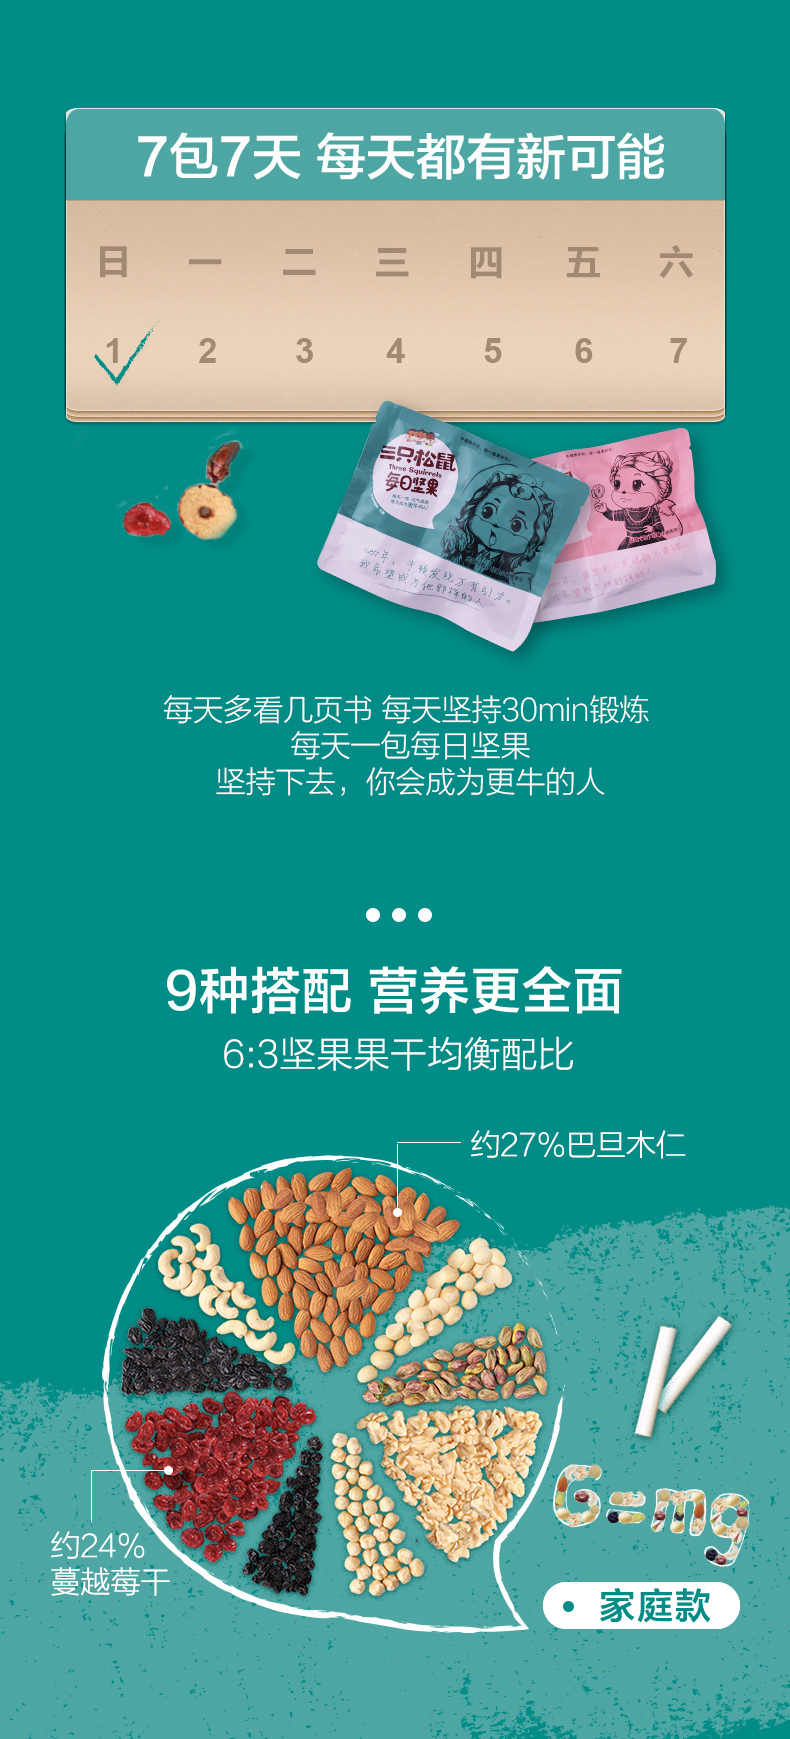 7包7天 每天都有新可能
日 一 二 三 四 五 六
1 2 3 4 5 6 7
三只松鼠
Three Squirrels
每日坚果
每天多看几页书 每天坚持30min锻炼
每天一包每日坚果
坚持下去，你会成为更牛的人
9种搭配 营养更全面
6:3坚果果干均衡配比
约27%巴旦木仁
约24%
蔓越莓干
G=mg
• 家庭款